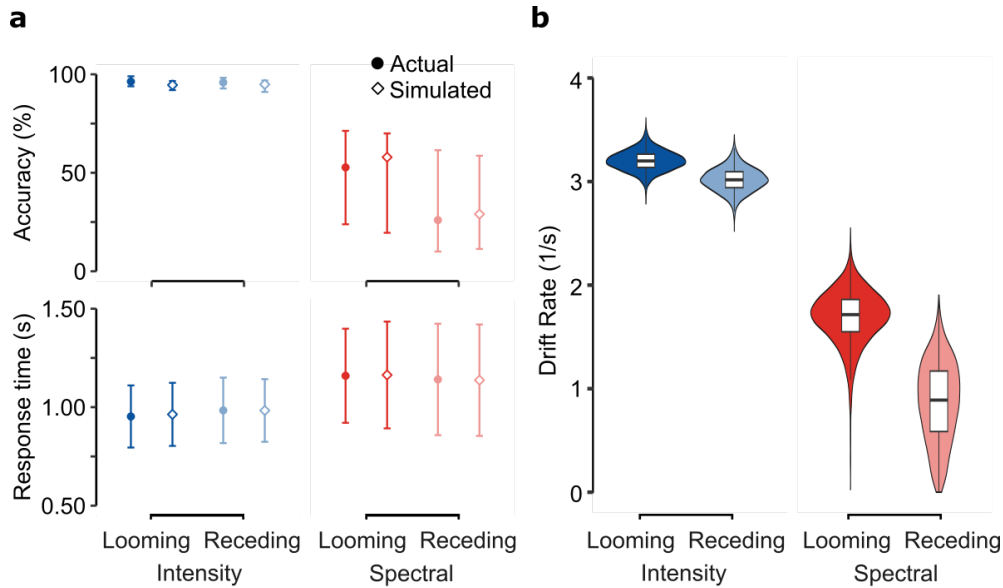 a
Accuracy (%)
100
50
0
Actual
Simulated
Response time (s)
1.50
1.00
0.50
Looming Receding Looming Receding
Intensity Spectral
b
Drift Rate (1/s)
4
3
2
1
0
Looming Receding Looming Receding
Intensity Spectral